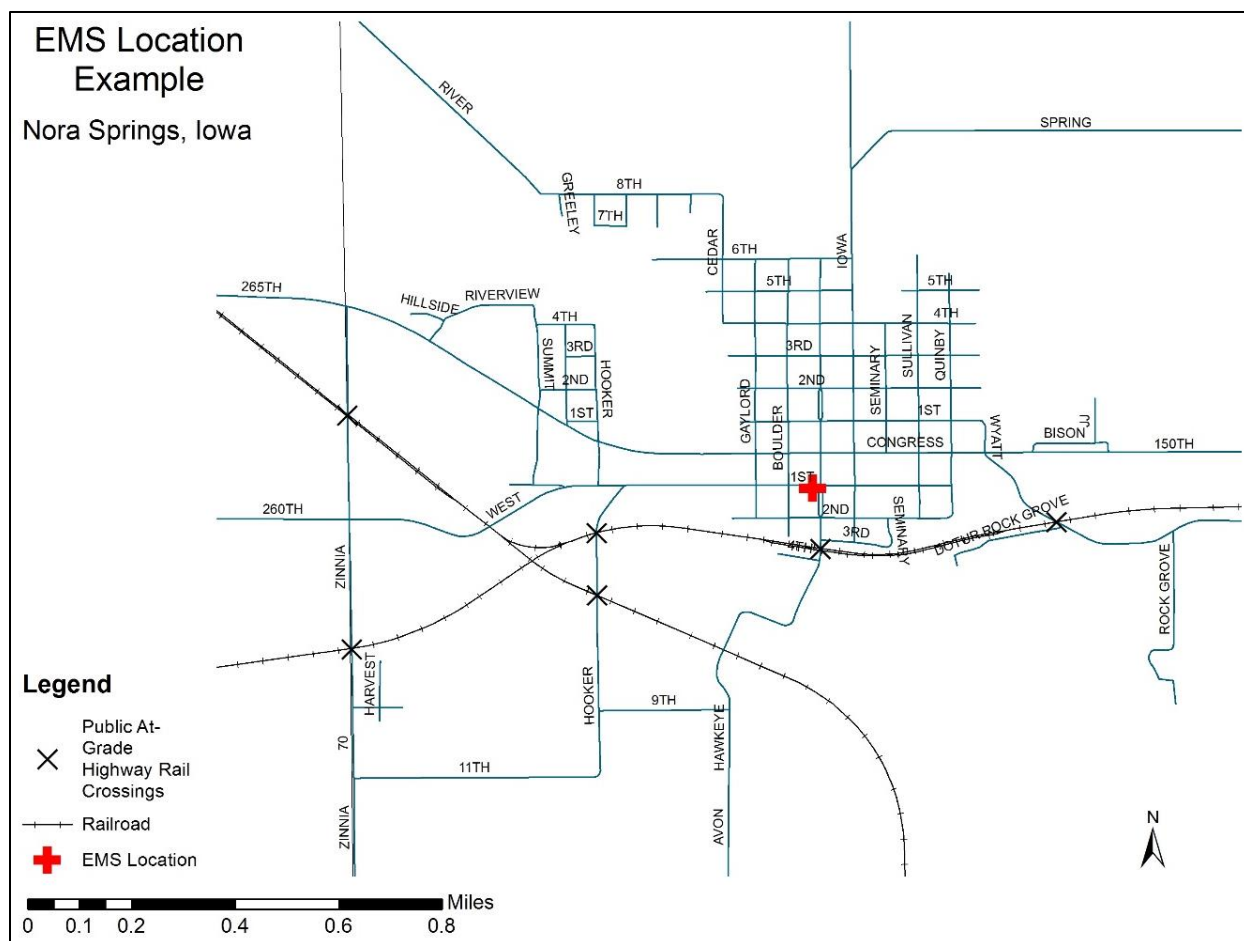 EMS Location
Example
Nora Springs, Iowa
RIVER
SPRING
GREELEY
8TH
7TH
CEDAR
6TH
IOWA
5TH
5TH
265TH
HILLSIDE
RIVERVIEW
4TH
4TH
SUMMIT
3RD
3RD
SULLIVAN
QUINBY
SEMINARY
HOOKER
2ND
2ND
GAYLORD
BOULDER
1ST
1ST
WYATT
JJ
CONGRESS
BISON
150TH
1ST
WEST
260TH
2ND
SEMINARY
3RD
4TH
DOTUR ROCK GROVE
ZINNIA
ROCK GROVE
HARVEST
HOOKER
9TH
HAWKEYE
70
11TH
ZINNIA
AVON
Legend
Public At-
Grade
Highway Rail
Crossings
Railroad
EMS Location
N
Miles
0 0.1 0.2 0.4 0.6 0.8